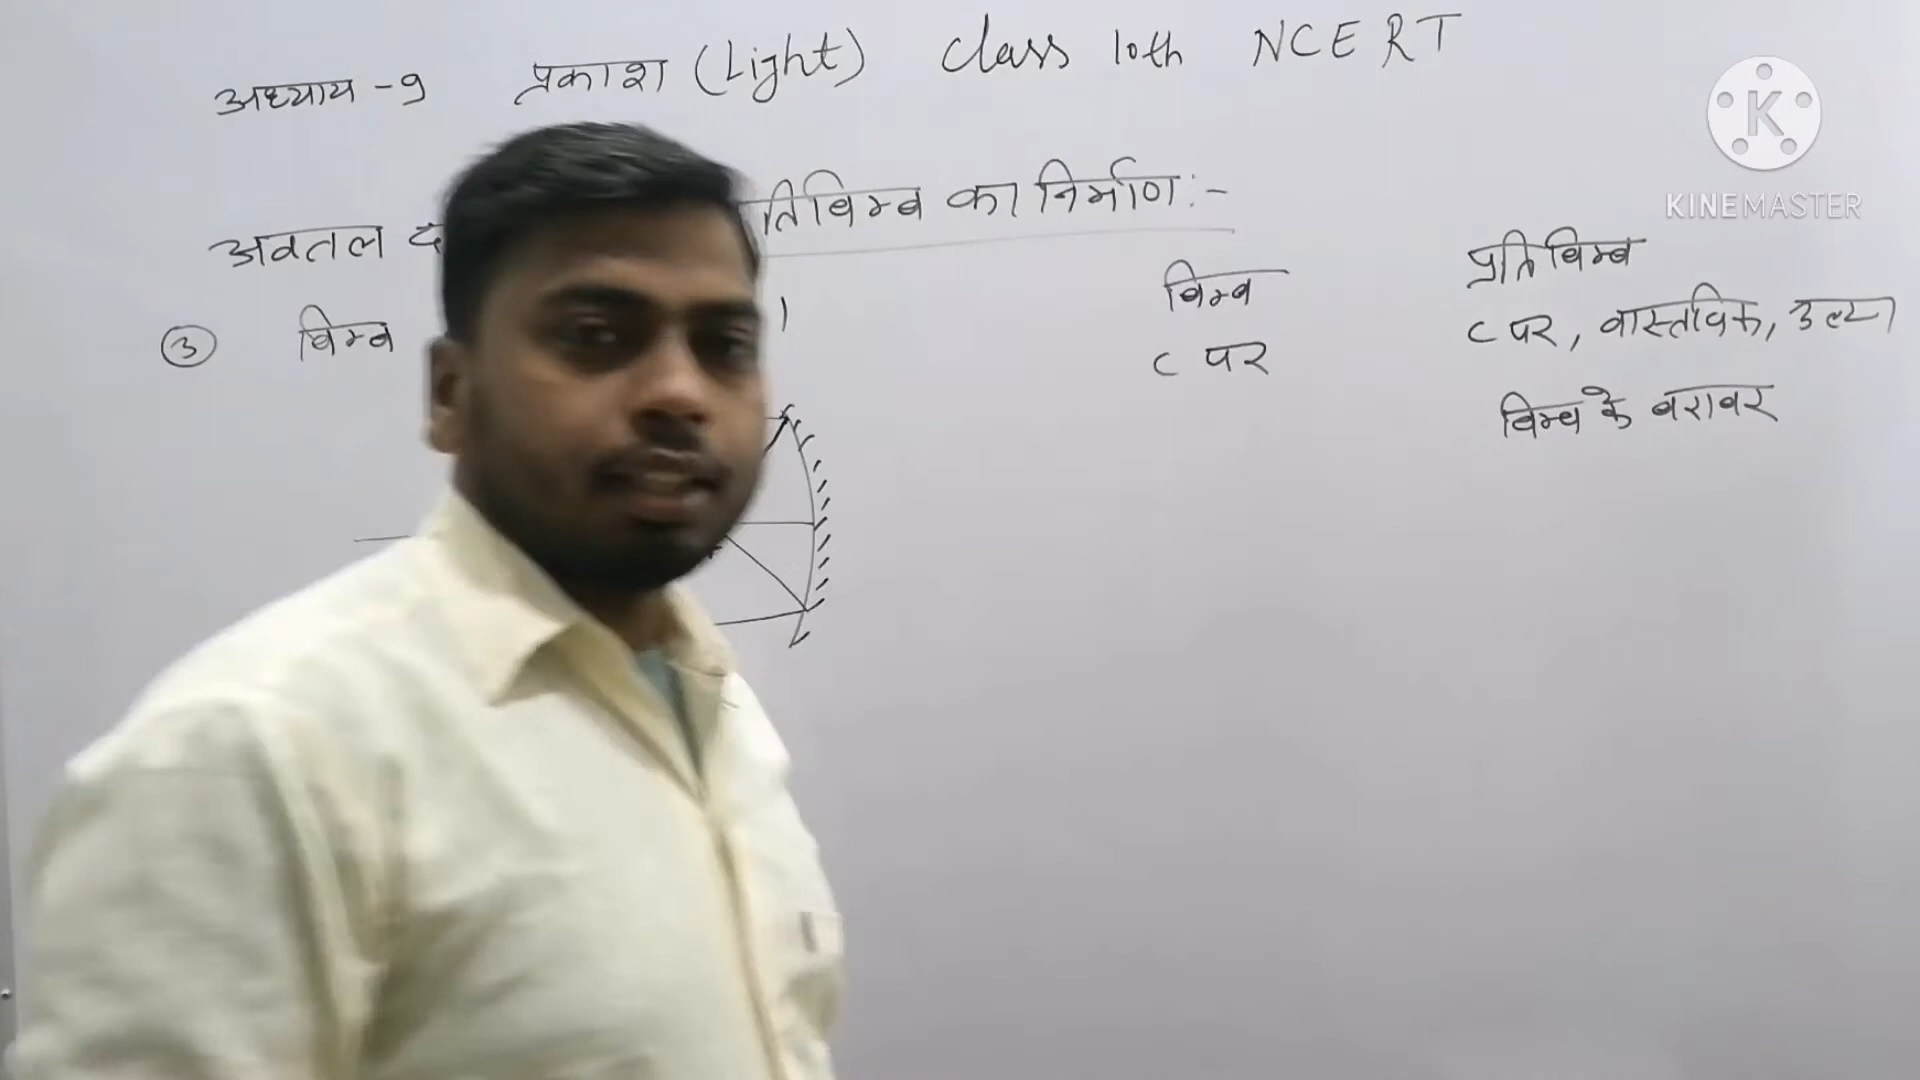 अध्याय -9 प्रकाश (Light) Class 10th NCERT
K
KINEMASTER
अवतल द तिबिम्ब का निर्माण :-
③ बिम्ब
बिम्ब
C पर
प्रतिबिम्ब
C पर, वास्तविक, उल्टा
बिम्ब के बराबर